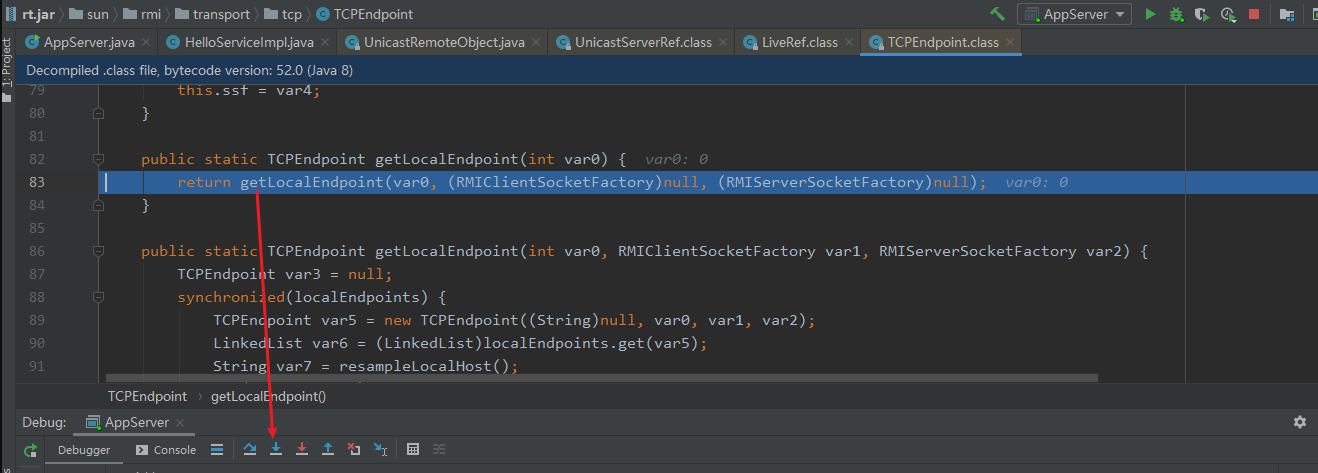 rt.jar sun rmi transport tcp TCPEndpoint AppServer
AppServer.java HelloServiceImpl.java UnicastRemoteObject.java UnicastServerRef.class LiveRef.class TCPEndpoint.class
1: Project
Decompiled .class file, bytecode version: 52.0 (Java 8)
79 this.ssf = var4;
80 }
81
82 public static TCPEndpoint getLocalEndpoint(int var0) { var0: 0
83 return getLocalEndpoint(var0, (RMIClientSocketFactory)null, (RMIServerSocketFactory)null); var0: 0
84 }
85
86 public static TCPEndpoint getLocalEndpoint(int var0, RMIClientSocketFactory var1, RMIServerSocketFactory var2) {
87 TCPEndpoint var3 = null;
88 synchronized(localEndpoints) {
89 TCPEndpoint var5 = new TCPEndpoint((String)null, var0, var1, var2);
90 LinkedList var6 = (LinkedList)localEndpoints.get(var5);
91 String var7 = resampleLocalHost();
TCPEndpoint › getLocalEndpoint()
Debug: AppServer
Debugger Console